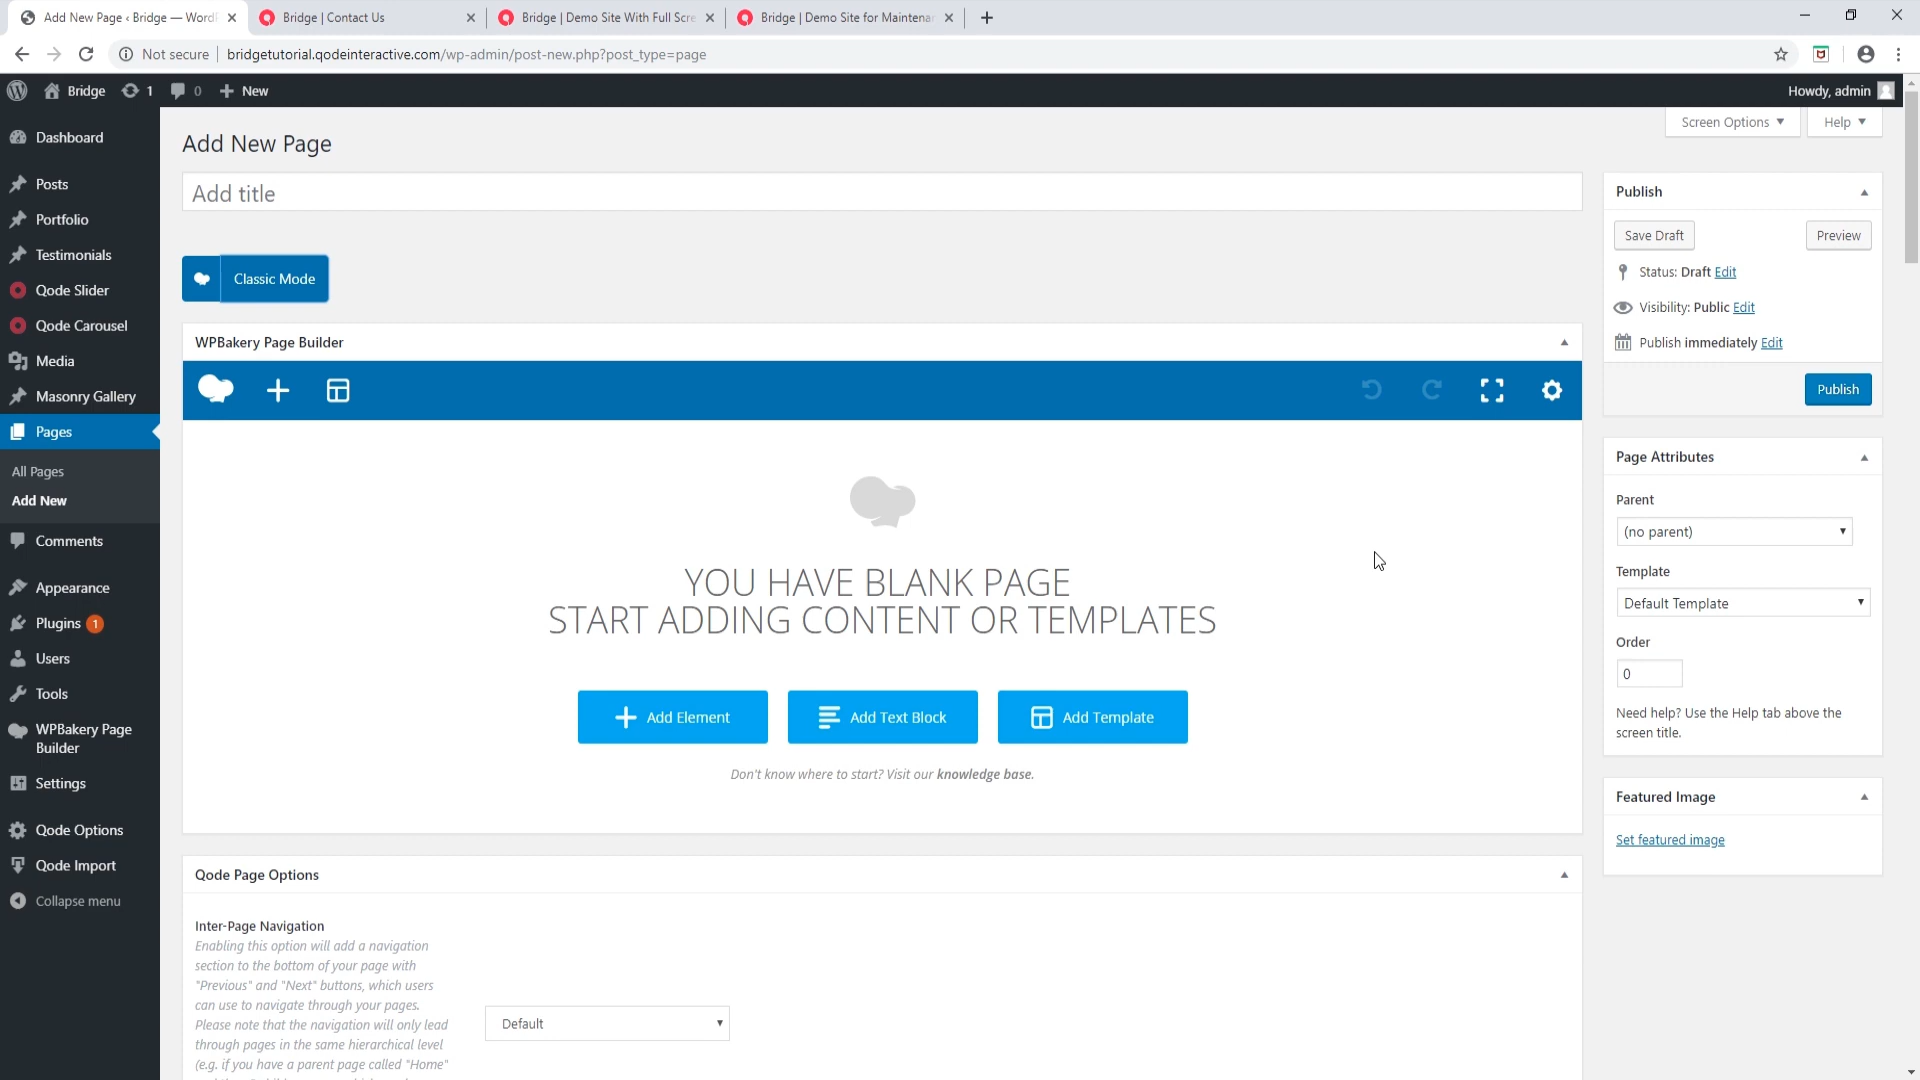 Add New Page ‹ Bridge — Word
Bridge | Contact Us
Bridge | Demo Site With Full Scre
Bridge | Demo Site for Maintena
Not secure
bridgetutorial.qodeinteractive.com/wp-admin/post-new.php?post_type=page
Bridge
1
0
New
Howdy, admin
Dashboard
Posts
Portfolio
Testimonials
Qode Slider
Qode Carousel
Media
Masonry Gallery
Pages
All Pages
Add New
Comments
Appearance
Plugins 1
Users
Tools
WPBakery Page
Builder
Settings
Qode Options
Qode Import
Collapse menu
Screen Options
Help
Add New Page
Add title
Classic Mode
WPBakery Page Builder
YOU HAVE BLANK PAGE
START ADDING CONTENT OR TEMPLATES
Add Element
Add Text Block
Add Template
Don't know where to start? Visit our knowledge base.
Qode Page Options
Inter-Page Navigation
Enabling this option will add a navigation
section to the bottom of your page with
"Previous" and "Next" buttons, which users
can use to navigate through your pages.
Please note that the navigation will only lead
through pages in the same hierarchical level
(e.g. if you have a parent page called "Home"
Default
Publish
Save Draft
Preview
Status: Draft Edit
Visibility: Public Edit
Publish immediately Edit
Publish
Page Attributes
Parent
(no parent)
Template
Default Template
Order
0
Need help? Use the Help tab above the
screen title.
Featured Image
Set featured image